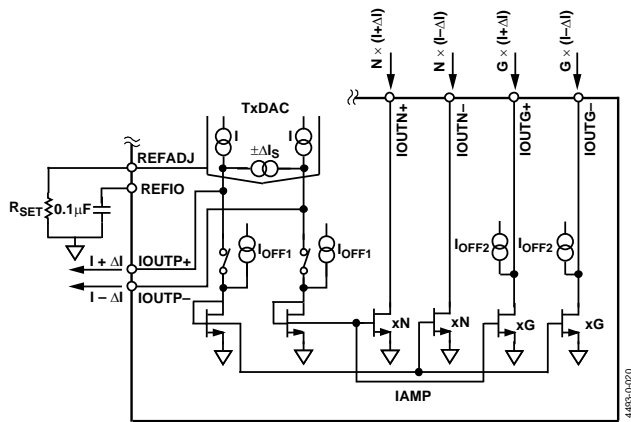 N × (I+ΔI)
N × (I–ΔI)
G × (I+ΔI)
G × (I–ΔI)
TxDAC
I
I
±ΔIS
REFADJ
REFIO
RSET
0.1μF
IOUTN+
IOUTN–
IOUTG+
IOUTG–
IOFF1
IOFF1
IOFF2
IOFF2
I + ΔI
IOUTP+
I – ΔI
IOUTP–
xN
xN
xG
xG
IAMP
4493-0-020